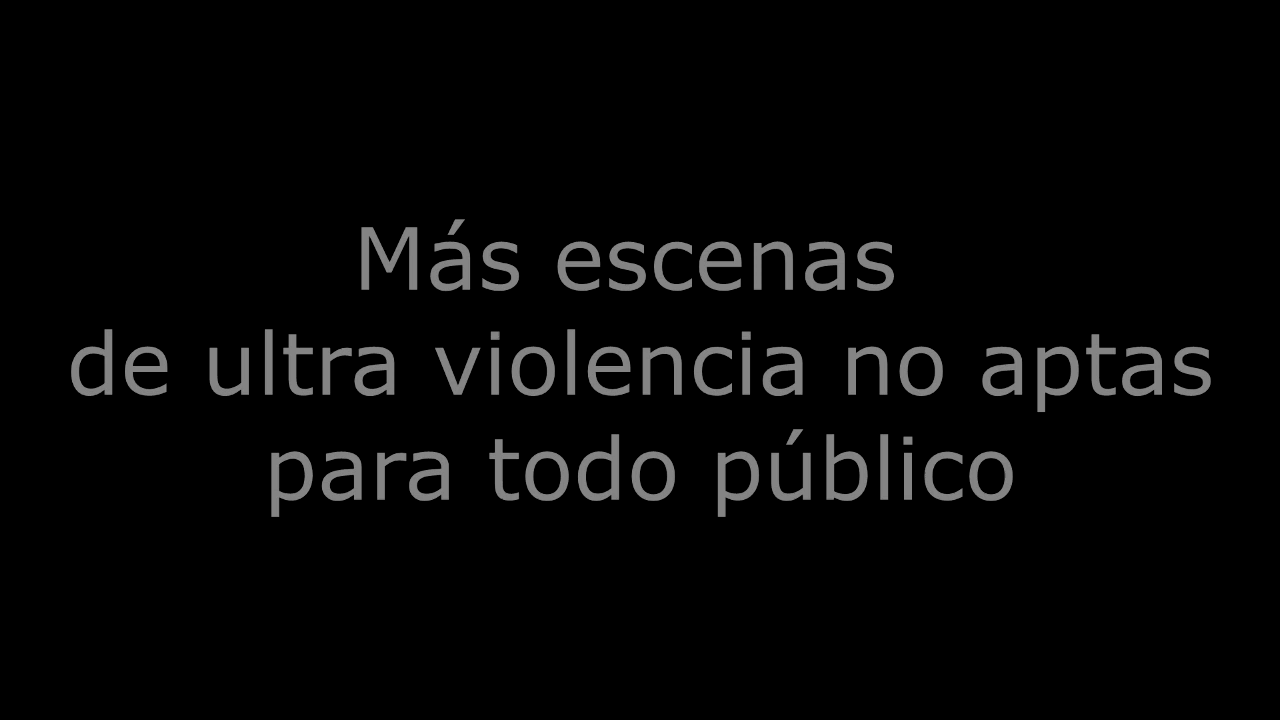 Más escenas
de ultra violencia no aptas
para todo público